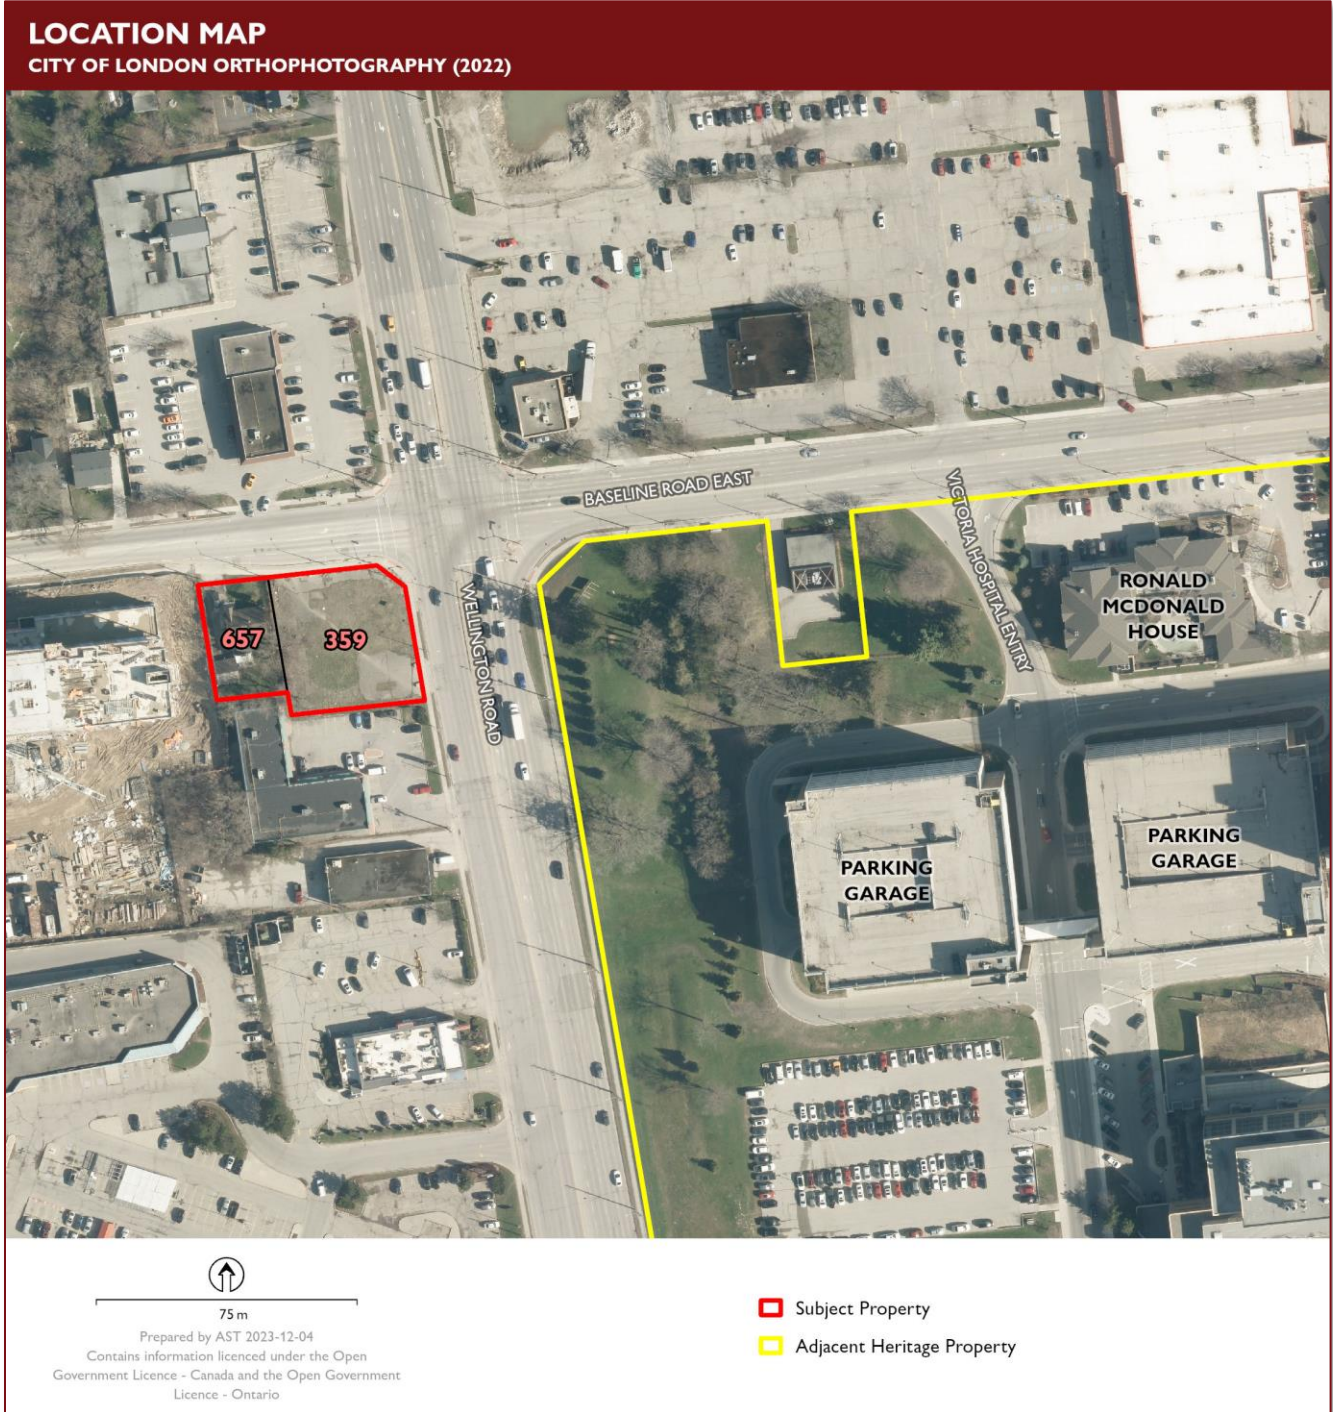 LOCATION MAP
CITY OF LONDON ORTHOPHOTOGRAPHY (2022)
BASELINE ROAD EAST
VICTORIA HOSPITAL ENTRY
WELLINGTON ROAD
657
359
RONALD
MCDONALD
HOUSE
PARKING
GARAGE
PARKING
GARAGE
75 m
Prepared by AST 2023-12-04
Contains information licenced under the Open
Government Licence - Canada and the Open Government
Licence - Ontario
Subject Property
Adjacent Heritage Property